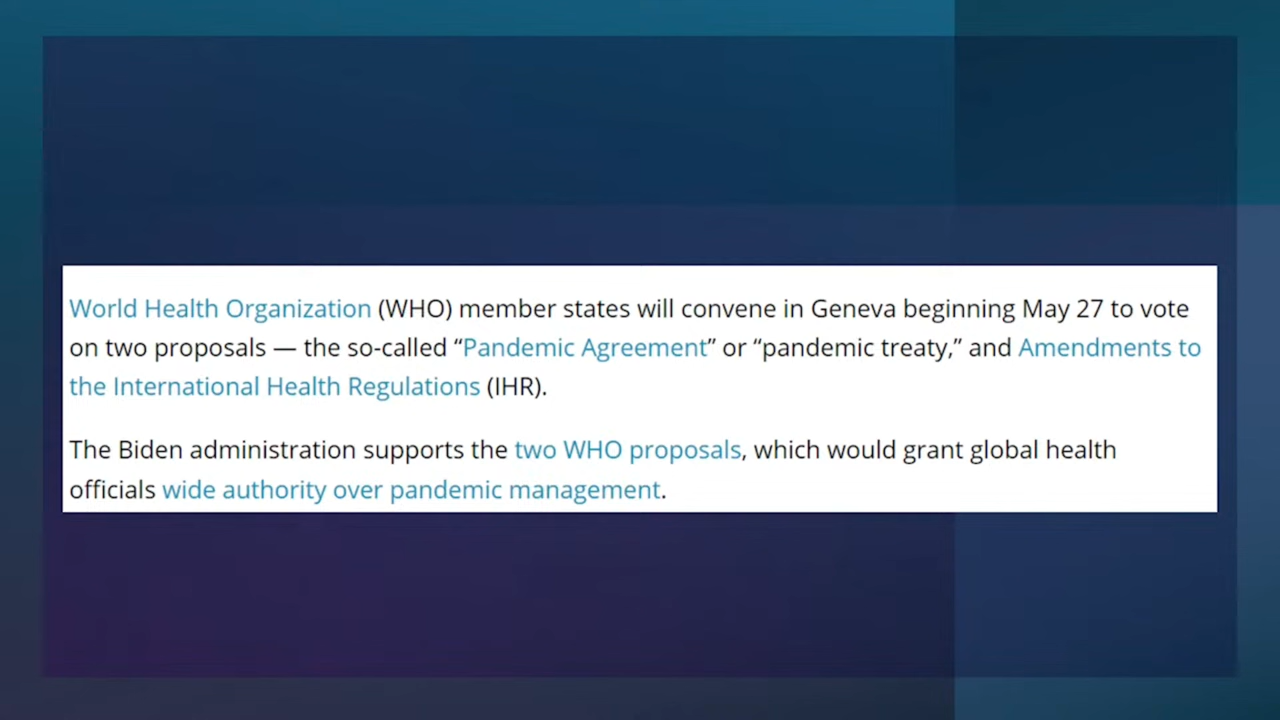 World Health Organization (WHO) member states will convene in Geneva beginning May 27 to vote
on two proposals — the so-called “Pandemic Agreement” or “pandemic treaty,” and Amendments to
the International Health Regulations (IHR).
The Biden administration supports the two WHO proposals, which would grant global health
officials wide authority over pandemic management.